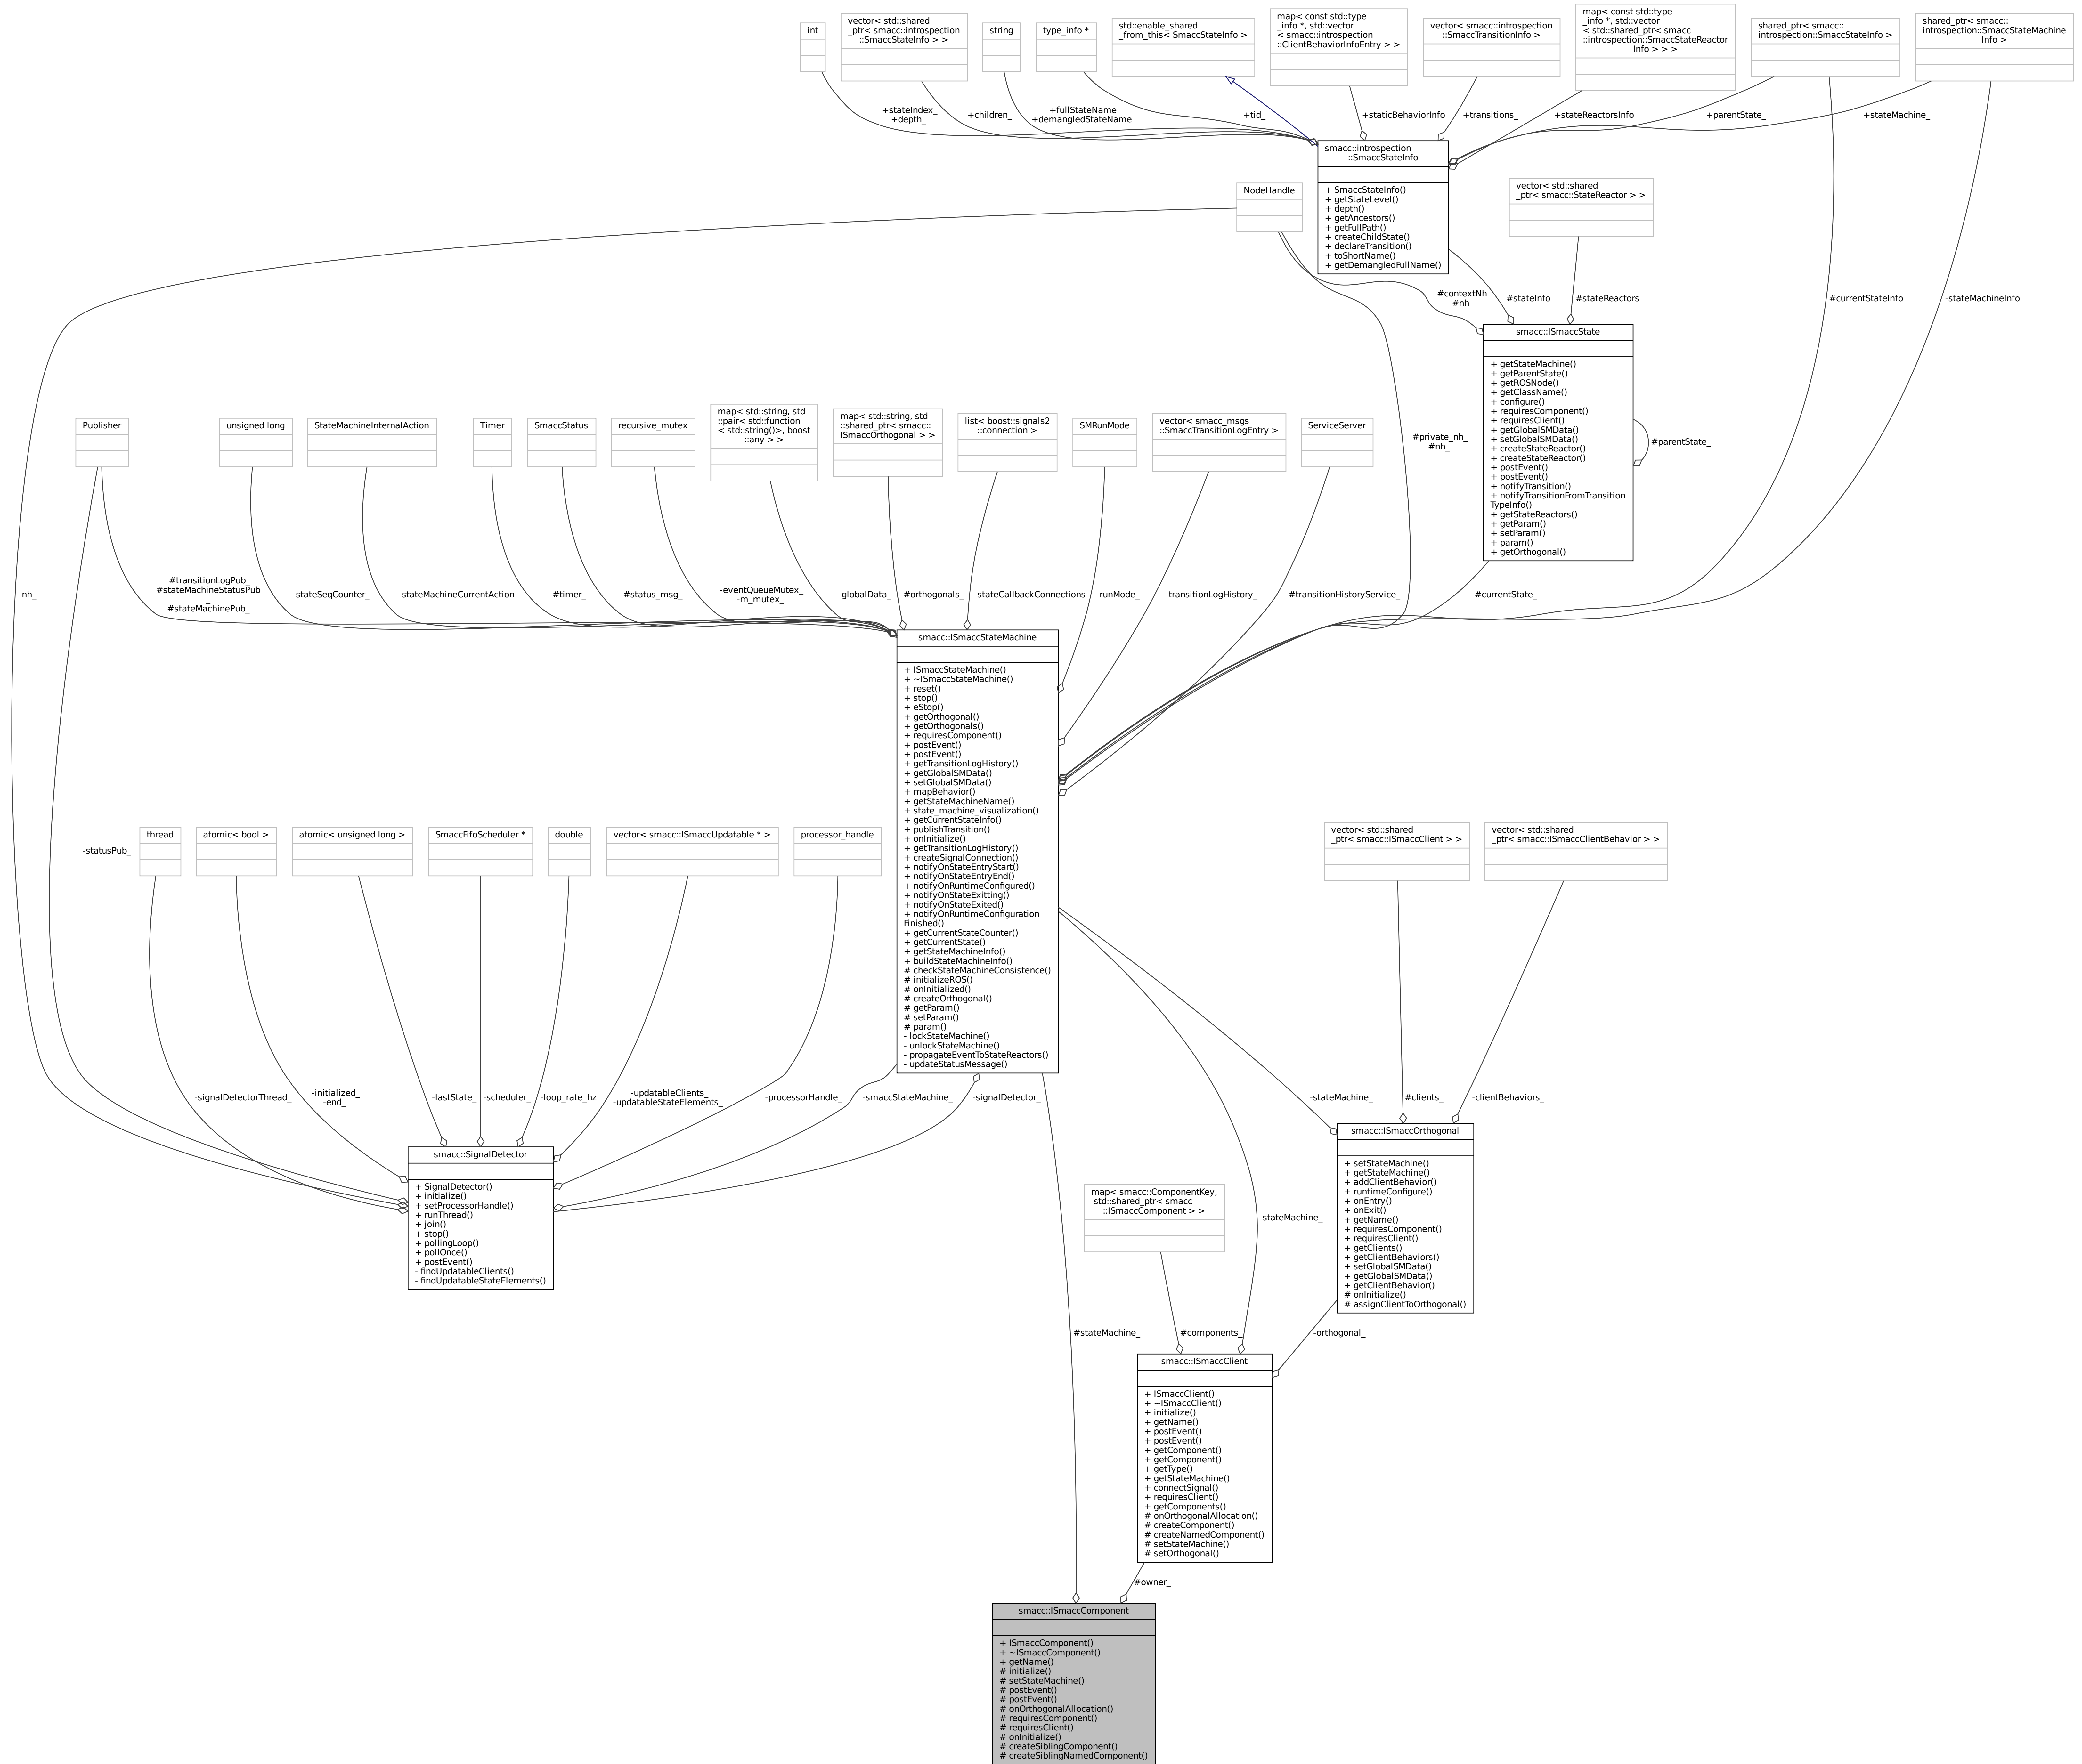 int
vector< std::shared
_ptr< smacc::introspection
::SmaccStateInfo > >
string
type_info *
std::enable_shared
_from_this< SmaccStateInfo >
map< const std::type
_info *, std::vector
< smacc::introspection
::ClientBehaviorInfoEntry > >
vector< smacc::introspection
::SmaccTransitionInfo >
map< const std::type
_info *, std::vector
< std::shared_ptr< smacc
::introspection::SmaccStateReactor
Info > > >
shared_ptr< smacc::
introspection::SmaccStateInfo >
shared_ptr< smacc::
introspection::SmaccStateMachine
Info >
+stateIndex_
+depth_
+children_
+fullStateName
+demangledStateName
+tid_
+staticBehaviorInfo
+transitions_
+stateReactorsInfo
+parentState_
+stateMachine_
smacc::introspection
::SmaccStateInfo
+ SmaccStateInfo()
+ getStateLevel()
+ depth()
+ getAncestors()
+ getFullPath()
+ createChildState()
+ declareTransition()
+ toShortName()
+ getDemangledFullName()
NodeHandle
vector< std::shared
_ptr< smacc::StateReactor > >
#contextNh
#nh
#stateInfo_
#stateReactors_
#currentStateInfo_
-stateMachineInfo_
smacc::ISmaccState
+ getStateMachine()
+ getParentState()
+ getROSNode()
+ getClassName()
+ configure()
+ requiresComponent()
+ requiresClient()
+ getGlobalSMData()
+ setGlobalSMData()
+ createStateReactor()
+ createStateReactor()
+ postEvent()
+ postEvent()
+ notifyTransition()
+ notifyTransitionFromTransition
TypeInfo()
+ getStateReactors()
+ getParam()
+ setParam()
+ param()
+ getOrthogonal()
#parentState_
#private_nh_
#nh_
Publisher
unsigned long
StateMachineInternalAction
Timer
SmaccStatus
recursive_mutex
map< std::string, std
::pair< std::function
< std::string()>, boost
::any > >
map< std::string, std
::shared_ptr< smacc::
ISmaccOrthogonal > >
list< boost::signals2
::connection >
SMRunMode
vector< smacc_msgs
::SmaccTransitionLogEntry >
ServiceServer
-nh_
#transitionLogPub_
#stateMachineStatusPub
_
#stateMachinePub_
-stateSeqCounter_
-stateMachineCurrentAction
#timer_
#status_msg_
-eventQueueMutex_
-m_mutex_
-globalData_
#orthogonals_
-stateCallbackConnections
-runMode_
-transitionLogHistory_
#transitionHistoryService_
#currentState_
smacc::ISmaccStateMachine
+ ISmaccStateMachine()
+ ~ISmaccStateMachine()
+ reset()
+ stop()
+ eStop()
+ getOrthogonal()
+ getOrthogonals()
+ requiresComponent()
+ postEvent()
+ postEvent()
+ getTransitionLogHistory()
+ getGlobalSMData()
+ setGlobalSMData()
+ mapBehavior()
+ getStateMachineName()
+ state_machine_visualization()
+ getCurrentStateInfo()
+ publishTransition()
+ onInitialize()
+ getTransitionLogHistory()
+ createSignalConnection()
+ notifyOnStateEntryStart()
+ notifyOnStateEntryEnd()
+ notifyOnRuntimeConfigured()
+ notifyOnStateExitting()
+ notifyOnStateExited()
+ notifyOnRuntimeConfiguration
Finished()
+ getCurrentStateCounter()
+ getCurrentState()
+ getStateMachineInfo()
+ buildStateMachineInfo()
# checkStateMachineConsistence()
# initializeROS()
# onInitialized()
# createOrthogonal()
# getParam()
# setParam()
# param()
- lockStateMachine()
- unlockStateMachine()
- propagateEventToStateReactors()
- updateStatusMessage()
-statusPub_
thread
atomic< bool >
atomic< unsigned long >
SmaccFifoScheduler *
double
vector< smacc::ISmaccUpdatable * >
processor_handle
vector< std::shared
_ptr< smacc::ISmaccClient > >
vector< std::shared
_ptr< smacc::ISmaccClientBehavior > >
-signalDetectorThread_
-initialized_
-end_
-lastState_
-scheduler_
-loop_rate_hz
-updatableClients_
-updatableStateElements_
-processorHandle_
-smaccStateMachine_
-signalDetector_
-stateMachine_
#clients_
-clientBehaviors_
smacc::SignalDetector
+ SignalDetector()
+ initialize()
+ setProcessorHandle()
+ runThread()
+ join()
+ stop()
+ pollingLoop()
+ pollOnce()
+ postEvent()
- findUpdatableClients()
- findUpdatableStateElements()
smacc::ISmaccOrthogonal
+ setStateMachine()
+ getStateMachine()
+ addClientBehavior()
+ runtimeConfigure()
+ onEntry()
+ onExit()
+ getName()
+ requiresComponent()
+ requiresClient()
+ getClients()
+ getClientBehaviors()
+ setGlobalSMData()
+ getGlobalSMData()
+ getClientBehavior()
# onInitialize()
# assignClientToOrthogonal()
map< smacc::ComponentKey,
std::shared_ptr< smacc
::ISmaccComponent > >
-stateMachine_
#stateMachine_
#components_
-orthogonal_
smacc::ISmaccClient
+ ISmaccClient()
+ ~ISmaccClient()
+ initialize()
+ getName()
+ postEvent()
+ postEvent()
+ getComponent()
+ getComponent()
+ getType()
+ getStateMachine()
+ connectSignal()
+ requiresClient()
+ getComponents()
# onOrthogonalAllocation()
# createComponent()
# createNamedComponent()
# setStateMachine()
# setOrthogonal()
#owner_
smacc::ISmaccComponent
+ ISmaccComponent()
+ ~ISmaccComponent()
+ getName()
# initialize()
# setStateMachine()
# postEvent()
# postEvent()
# onOrthogonalAllocation()
# requiresComponent()
# requiresClient()
# onInitialize()
# createSiblingComponent()
# createSiblingNamedComponent()